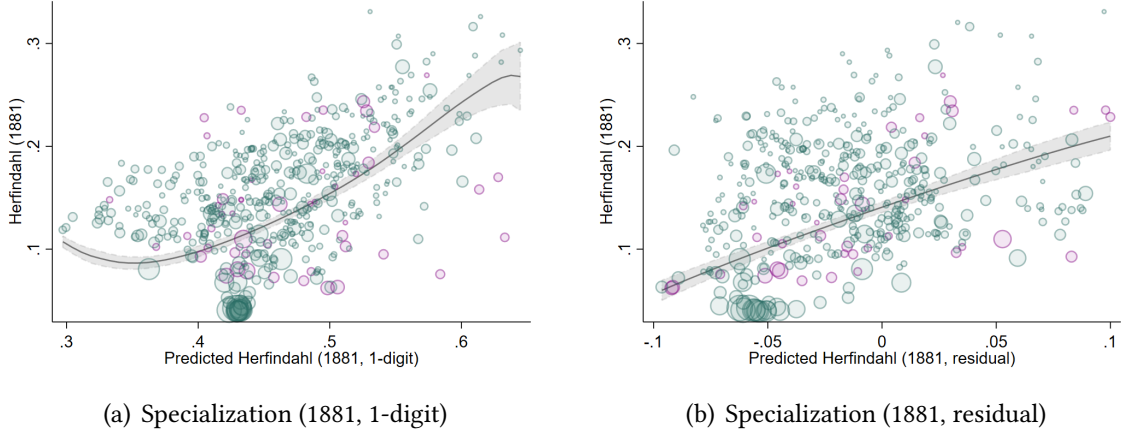 .3
.2
.1
Herfindahl (1881)
.3 .4 .5 .6
Predicted Herfindahl (1881, 1-digit)
(a) Specialization (1881, 1-digit)
.3
.2
.1
Herfindahl (1881)
-.1 -.05 0 .05 .1
Predicted Herfindahl (1881, residual)
(b) Specialization (1881, residual)